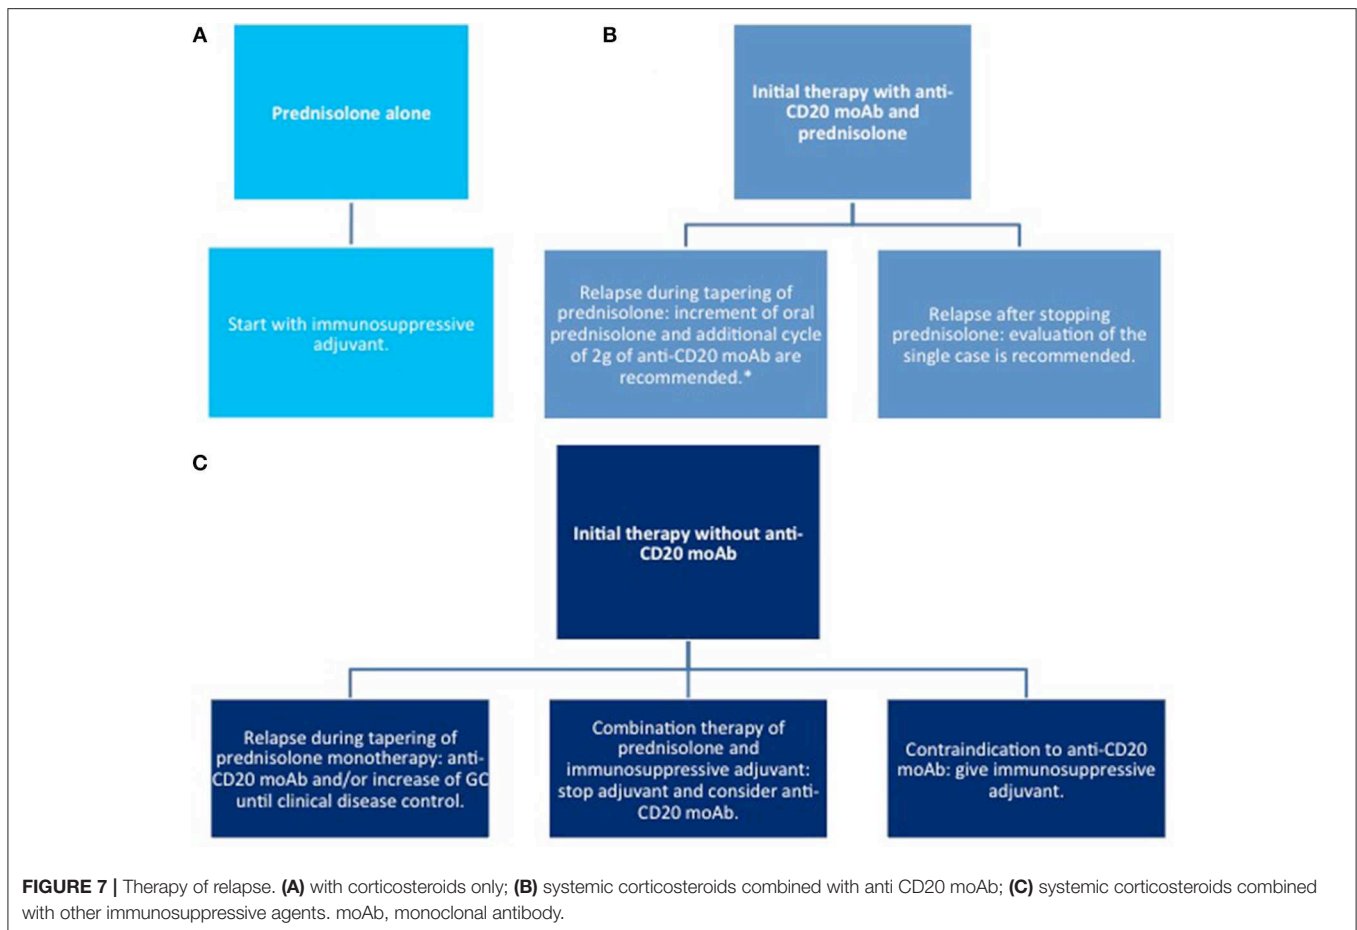 A
Prednisolone alone
Start with immunosuppressive
adjuvant.
B
Initial therapy with anti-
CD20 moAb and
prednisolone
Relapse during tapering of
prednisolone: increment of oral
prednisolone and additional cycle
of 2g of anti-CD20 moAb are
recommended.*
Relapse after stopping
prednisolone: evaluation of the
single case is recommended.
C
Initial therapy without anti-
CD20 moAb
Relapse during tapering of
prednisolone monotherapy: anti-
CD20 moAb and/or increase of GC
until clinical disease control.
Combination therapy of
prednisolone and
immunosuppressive adjuvant:
stop adjuvant and consider anti-
CD20 moAb.
Contraindication to anti-CD20
moAb: give immunosuppressive
adjuvant.
FIGURE 7 | Therapy of relapse. (A) with corticosteroids only; (B) systemic corticosteroids combined with anti CD20 moAb; (C) systemic corticosteroids combined
with other immunosuppressive agents. moAb, monoclonal antibody.